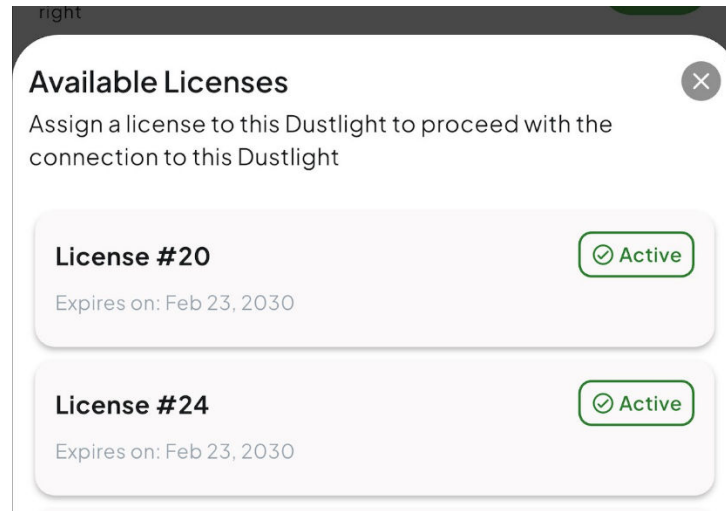 right
Available Licenses
Assign a license to this Dustlight to proceed with the
connection to this Dustlight
License #20
Active
Expires on: Feb 23, 2030
License #24
Active
Expires on: Feb 23, 2030